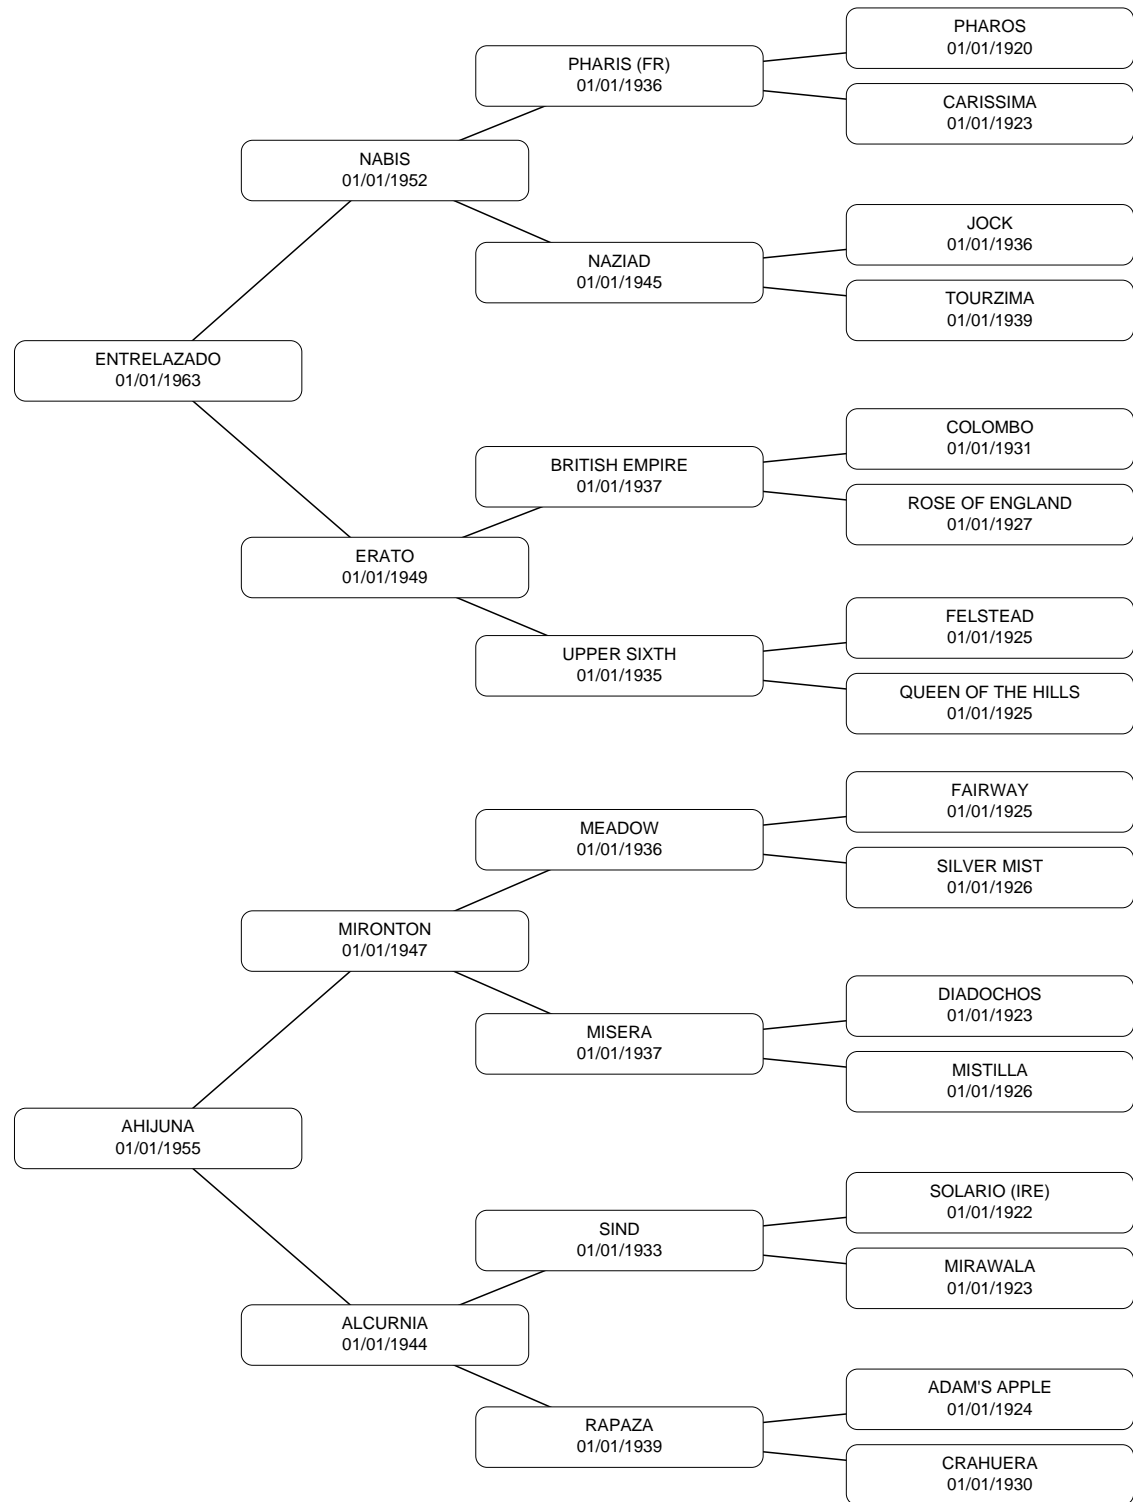 PHAROS
01/01/1920
PHARIS (FR)
01/01/1936
CARISSIMA
01/01/1923
NABIS
01/01/1952
JOCK
01/01/1936
NAZIAD
01/01/1945
TOURZIMA
01/01/1939
ENTRELAZADO
01/01/1963
COLOMBO
01/01/1931
BRITISH EMPIRE
01/01/1937
ROSE OF ENGLAND
01/01/1927
ERATO
01/01/1949
FELSTEAD
01/01/1925
UPPER SIXTH
01/01/1935
QUEEN OF THE HILLS
01/01/1925
FAIRWAY
01/01/1925
MEADOW
01/01/1936
SILVER MIST
01/01/1926
MIRONTON
01/01/1947
DIADOCHOS
01/01/1923
MISERA
01/01/1937
MISTILLA
01/01/1926
AHIJUNA
01/01/1955
SOLARIO (IRE)
01/01/1922
SIND
01/01/1933
MIRAWALA
01/01/1923
ALCURNIA
01/01/1944
ADAM'S APPLE
01/01/1924
RAPAZA
01/01/1939
CRAHUERA
01/01/1930